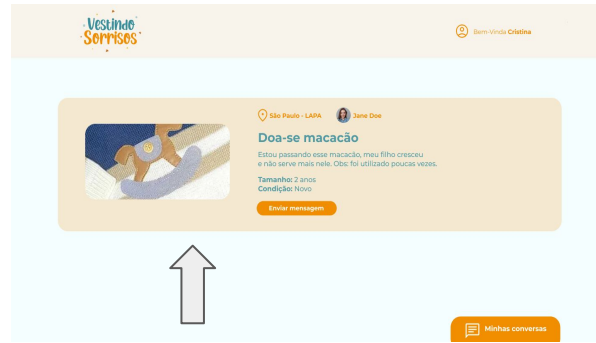 Vestindo
Sorrisos
Bem-Vinda Cristina
São Paulo - LAPA
Jane Doe
Doa-se macacão
Estou passando esse macacão, meu filho cresceu
e não serve mais nele. Obs: foi utilizado poucas vezes.
Tamanho: 2 anos
Condição: Novo
Enviar mensagem
Minhas conversas